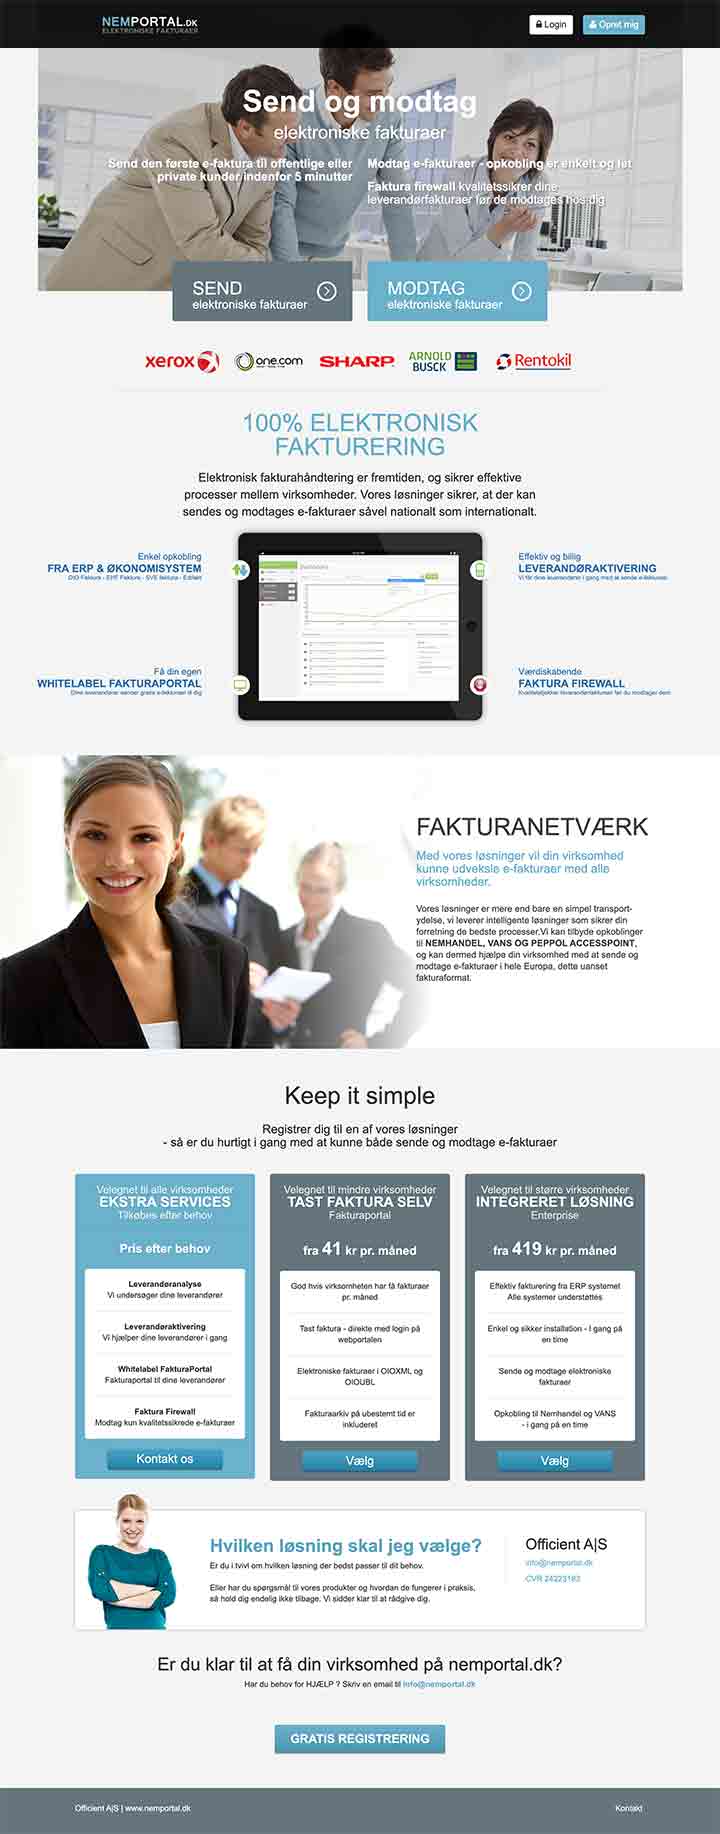 NEMPORTAL.DK
ELEKTRONISKE FAKTURAER
Login
Opret mig
Send og modtag
elektroniske fakturaer
Send den første e-faktura til offentlige eller
private kunder indenfor 5 minutter
Modtag e-fakturaer - opkobling er enkelt og let
Faktura firewall kvalitetssikrer dine
leverandørfakturaer før de modtages hos dig
SEND
elektroniske fakturaer
MODTAG
elektroniske fakturaer
xerox
one.com
SHARP
ARNOLD
BUSCK
Rentokil
100% ELEKTRONISK
FAKTURERING
Elektronisk fakturahåndtering er fremtiden, og sikrer effektive
processer mellem virksomheder. Vores løsninger sikrer, at der kan
sendes og modtages e-fakturaer såvel nationalt som internationalt.
Enkel opkobling
FRA ERP & ØKONOMISYSTEM
OIO Faktura - EHF Faktura - SVE faktura - Edifakt
Effektiv og billig
LEVERANDØRAKTIVERING
Vi får dine leverandører i gang med at sende e-fakturaer.
Få din egen
WHITELABEL FAKTURAPORTAL
Dine leverandører sender gratis e-fakturaer til dig
Værdiskabende
FAKTURA FIREWALL
Kvalitetstjekker leverandørfakturaer før du modtager dem
FAKTURANETVÆRK
Med vores løsninger vil din virksomhed
kunne udveksle e-fakturaer med alle
virksomheder.
Vores løsninger er mere end bare en simpel transport-
ydelse, vi leverer intelligente løsninger som sikrer din
forretning de bedste processer.Vi kan tilbyde opkoblinger
til NEMHANDEL, VANS OG PEPPOL ACCESSPOINT,
og kan dermed hjælpe din virksomhed med at sende og
modtage e-fakturaer i hele Europa, dette uanset
fakturaformat.
Keep it simple
Registrer dig til en af vores løsninger
- så er du hurtigt i gang med at kunne både sende og modtage e-fakturaer
Velegnet til alle virksomheder
EKSTRA SERVICES
Tilkøbes efter behov
Pris efter behov
Leverandøranalyse
Vi undersøger dine leverandører
Leverandøraktivering
Vi hjælper dine leverandører i gang
Whitelabel FakturaPortal
Fakturaportal til dine leverandører
Faktura Firewall
Modtag kun kvalitetssikrede e-fakturaer
Kontakt os
Velegnet til mindre virksomheder
TAST FAKTURA SELV
Fakturaportal
fra 41 kr pr. måned
God hvis virksomheten har få fakturaer
pr. måned
Tast faktura - direkte med login på
webportalen
Elektroniske fakturaer i OIOXML og
OIOUBL
Fakturaarkiv på ubestemt tid er
inkluderet
Vælg
Velegnet til større virksomheder
INTEGRERET LØSNING
Enterprise
fra 419 kr pr. måned
Effektiv fakturering fra ERP systemet
Alle systemer understøttes
Enkel og sikker installation - I gang på
en time
Sende og modtage elektroniske
fakturaer
Opkobling til Nemhandel og VANS
- i gang på en time
Vælg
Hvilken løsning skal jeg vælge?
Er du i tvivl om hvilken løsning der bedst passer til dit behov.
Eller har du spørgsmål til vores produkter og hvordan de fungerer i praksis,
så hold dig endelig ikke tilbage. Vi sidder klar til at rådgive dig.
Officient A|S
info@nemportal.dk
CVR 24223183
Er du klar til at få din virksomhed på nemportal.dk?
Har du behov for HJÆLP ? Skriv en email til info@nemportal.dk
GRATIS REGISTRERING
Officient A|S | www.nemportal.dk
Kontakt